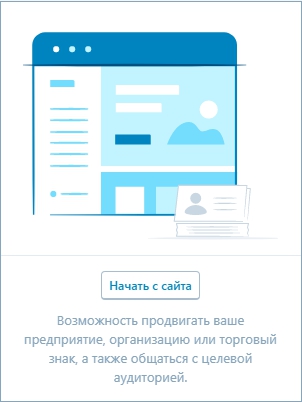 Начать с сайта
Возможность продвигать ваше
предприятие, организацию или торговый
знак, а также общаться с целевой
аудиторией.